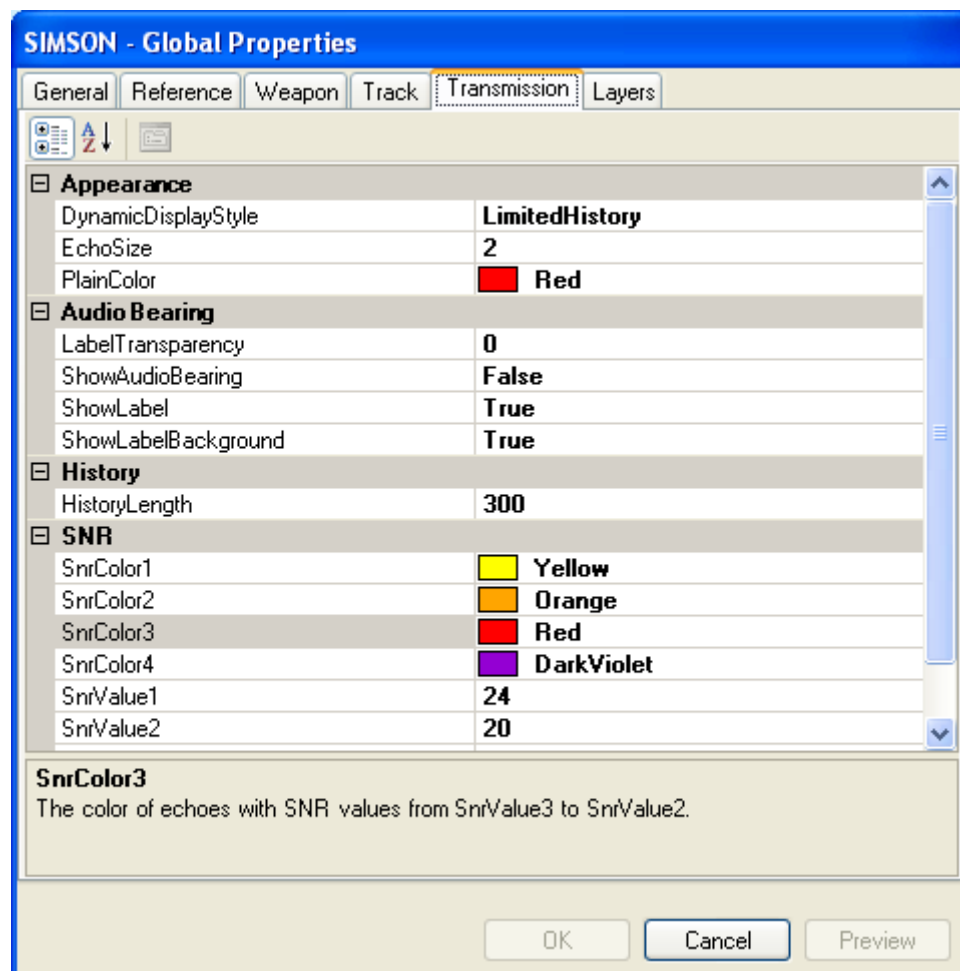 SIMSON - Global Properties
General Reference Weapon Track Transmission Layers
A
Z
Appearance
DynamicDisplayStyle LimitedHistory
EchoSize 2
PlainColor Red
Audio Bearing
LabelTransparency 0
ShowAudioBearing False
ShowLabel True
ShowLabelBackground True
History
HistoryLength 300
SNR
SnrColor1 Yellow
SnrColor2 Orange
SnrColor3 Red
SnrColor4 DarkViolet
SnrValue1 24
SnrValue2 20
SnrColor3
The color of echoes with SNR values from SnrValue3 to SnrValue2.
OK Cancel Preview